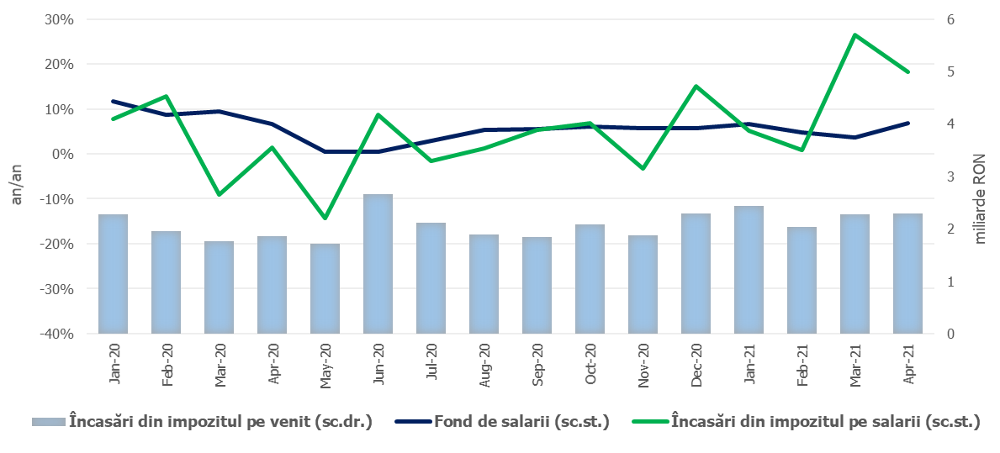 30%
20%
10%
0%
-10%
-20%
-30%
-40%
an/an
6
5
4
3
2
1
0
miliarde RON
Jan-20
Feb-20
Mar-20
Apr-20
May-20
Jun-20
Jul-20
Aug-20
Sep-20
Oct-20
Nov-20
Dec-20
Jan-21
Feb-21
Mar-21
Apr-21
Încasări din impozitul pe venit (sc.dr.) Fond de salarii (sc.st.) Încasări din impozitul pe salarii (sc.st.)